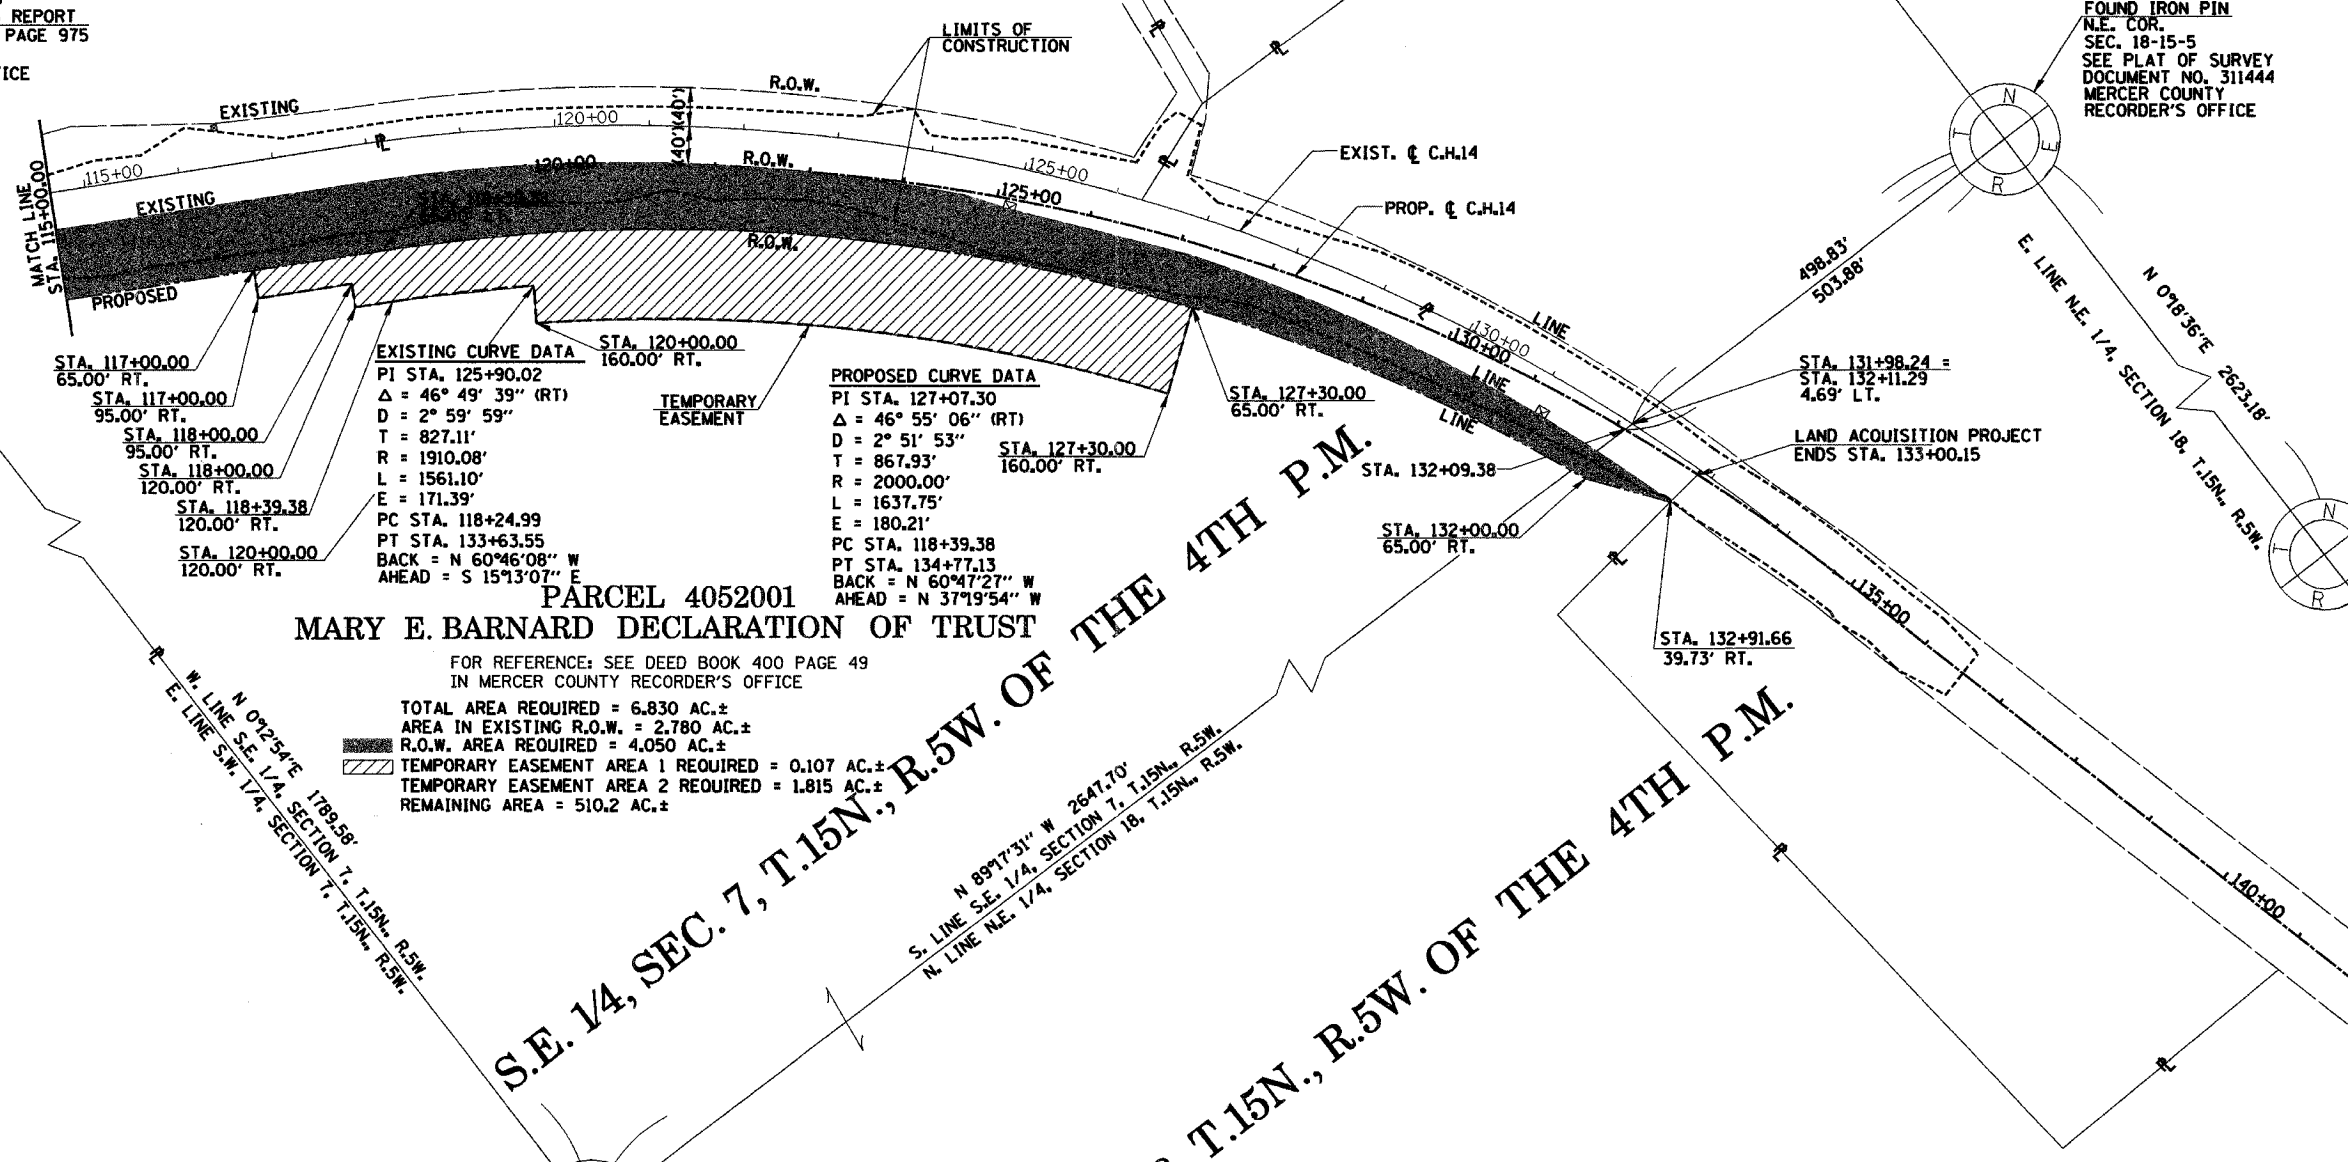 REPORT
PAGE 975
ICE
MATCH LINE
STA. 115+00.00
EXISTING
R.O.W.
LIMITS OF
CONSTRUCTION
(40')
(40')
115+00
120+00
120+00
R.O.W.
125+00
125+00
EXISTING
R.O.W.
PROPOSED
EXIST. ℄ C.H.14
PROP. ℄ C.H.14
130+00
130+00
LINE
LINE
LINE
135+00
140+00
FOUND IRON PIN
N.E. COR.
SEC. 18-15-5
SEE PLAT OF SURVEY
DOCUMENT NO. 311444
MERCER COUNTY
RECORDER'S OFFICE
N
E
R
T
498.83'
503.88'
N 0°18'36"E 2623.18'
E. LINE N.E. 1/4, SECTION 18, T.15N., R.5W.
N
T
R
STA. 117+00.00
65.00' RT.
STA. 117+00.00
95.00' RT.
STA. 118+00.00
95.00' RT.
STA. 118+00.00
120.00' RT.
STA. 118+39.38
120.00' RT.
STA. 120+00.00
120.00' RT.
EXISTING CURVE DATA
PI STA. 125+90.02
Δ = 46° 49' 39" (RT)
D = 2° 59' 59"
T = 827.11'
R = 1910.08'
L = 1561.10'
E = 171.39'
PC STA. 118+24.99
PT STA. 133+63.55
BACK = N 60°46'08" W
AHEAD = S 15°13'07" E
STA. 120+00.00
160.00' RT.
TEMPORARY
EASEMENT
PROPOSED CURVE DATA
PI STA. 127+07.30
Δ = 46° 55' 06" (RT)
D = 2° 51' 53"
T = 867.93'
R = 2000.00'
L = 1637.75'
E = 180.21'
PC STA. 118+39.38
PT STA. 134+77.13
BACK = N 60°47'27" W
AHEAD = N 37°19'54" W
STA. 127+30.00
160.00' RT.
STA. 127+30.00
65.00' RT.
STA. 132+09.38
STA. 132+00.00
65.00' RT.
STA. 131+98.24 =
STA. 132+11.29
4.69' LT.
LAND ACQUISITION PROJECT
ENDS STA. 133+00.15
STA. 132+91.66
39.73' RT.
PARCEL 4052001
MARY E. BARNARD DECLARATION OF TRUST
FOR REFERENCE: SEE DEED BOOK 400 PAGE 49
IN MERCER COUNTY RECORDER'S OFFICE
TOTAL AREA REQUIRED = 6.830 AC.±
AREA IN EXISTING R.O.W. = 2.780 AC.±
R.O.W. AREA REQUIRED = 4.050 AC.±
TEMPORARY EASEMENT AREA 1 REQUIRED = 0.107 AC.±
TEMPORARY EASEMENT AREA 2 REQUIRED = 1.815 AC.±
REMAINING AREA = 510.2 AC.±
N 0°12'54"E 1789.58'
W. LINE S.E. 1/4, SECTION 7, T.15N., R.5W.
E. LINE S.W. 1/4, SECTION 7, T.15N., R.5W.
S.E. 1/4, SEC. 7, T.15N., R.5W. OF THE 4TH P.M.
N 89°17'31" W 2647.70'
S. LINE S.E. 1/4, SECTION 7, T.15N., R.5W.
N. LINE N.E. 1/4, SECTION 18, T.15N., R.5W.
T.15N., R.5W. OF THE 4TH P.M.